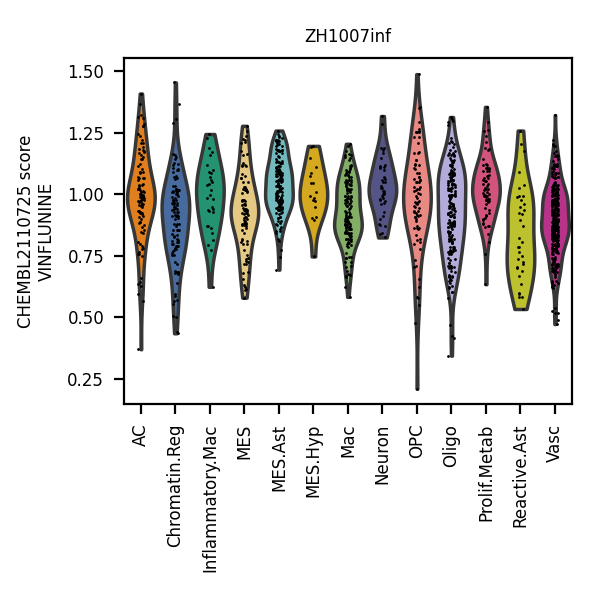 ZH1007inf
CHEMBL2110725 score
VINFLUNINE
1.50
1.25
1.00
0.75
0.50
0.25
AC
Chromatin.Reg
Inflammatory.Mac
MES
MES.Ast
MES.Hyp
Mac
Neuron
OPC
Oligo
Prolif.Metab
Reactive.Ast
Vasc